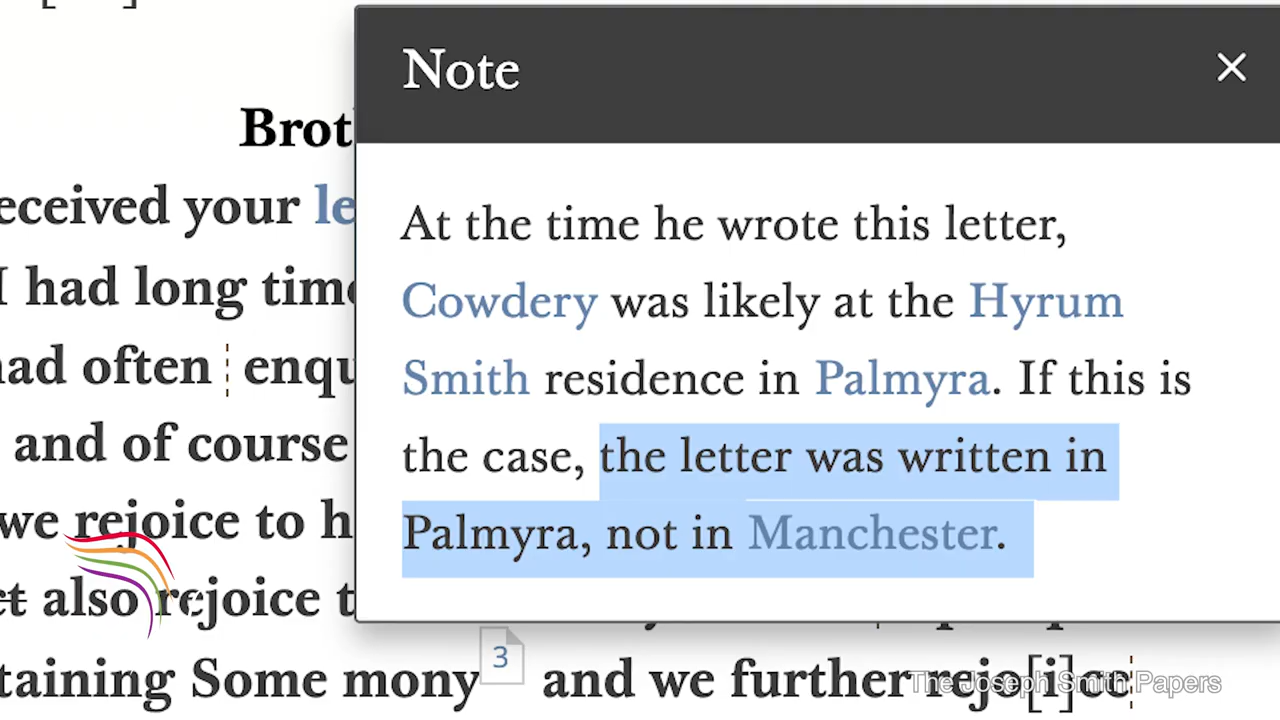 Note
At the time he wrote this letter,
Cowdery was likely at the Hyrum
Smith residence in Palmyra. If this is
the case, the letter was written in
Palmyra, not in Manchester.
Brot
eceived your le
I had long time
had often enqu
and of course
we rejoice to h
also rejoice t
taining Some mony 3 and we further rejo[i]ce
The Joseph Smith Papers